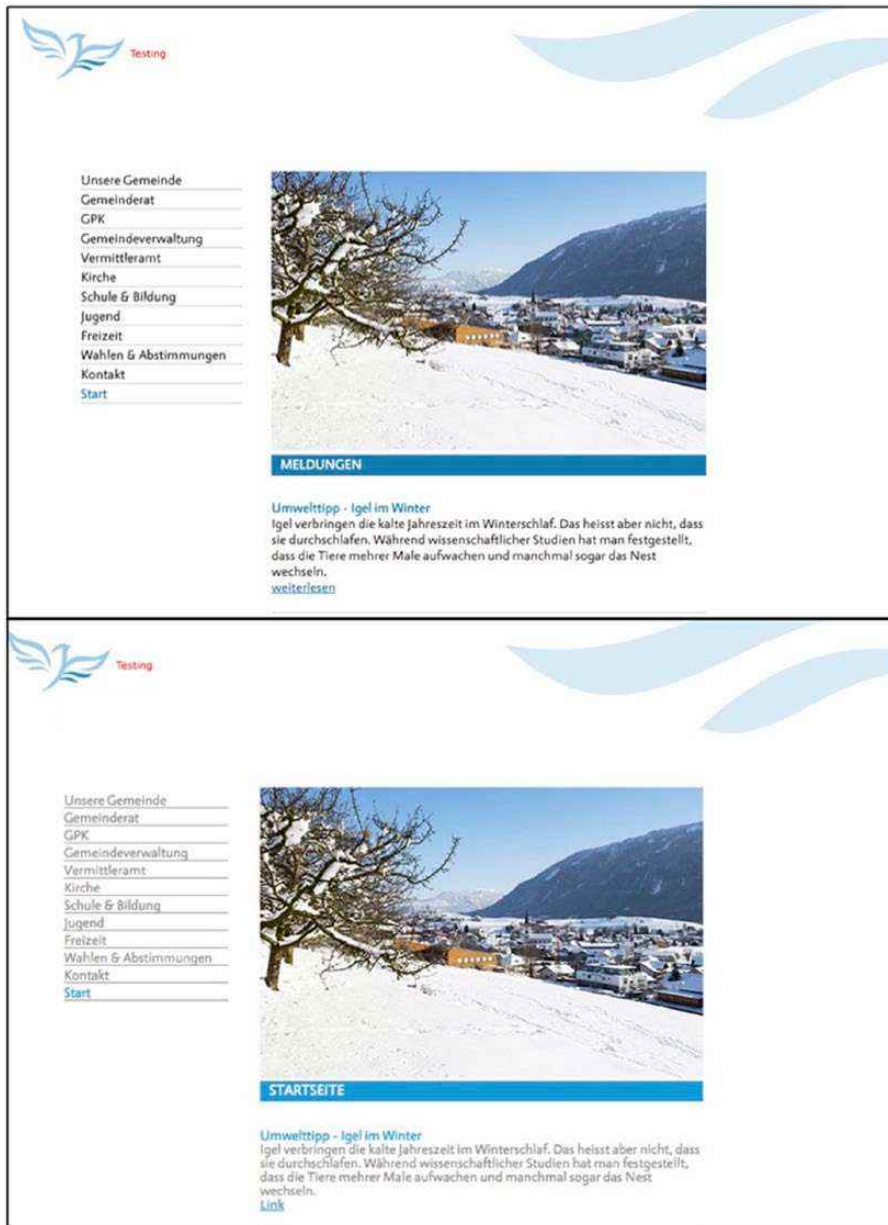 Testing
Unsere Gemeinde
Gemeinderat
GPK
Gemeindeverwaltung
Vermittleramt
Kirche
Schule & Bildung
Jugend
Freizeit
Wahlen & Abstimmungen
Kontakt
Start
MELDUNGEN
Umwelttipp - Igel im Winter
Igel verbringen die kalte Jahreszeit im Winterschlaf. Das heisst aber nicht, dass
sie durchschlafen. Während wissenschaftlicher Studien hat man festgestellt,
dass die Tiere mehrer Male aufwachen und manchmal sogar das Nest
wechseln.
weiterlesen
Testing
Unsere Gemeinde
Gemeinderat
GPK
Gemeindeverwaltung
Vermittleramt
Kirche
Schule & Bildung
Jugend
Freizeit
Wahlen & Abstimmungen
Kontakt
Start
STARTSEITE
Umwelttipp - Igel im Winter
Igel verbringen die kalte Jahreszeit im Winterschlaf. Das heisst aber nicht, dass
sie durchschlafen. Während wissenschaftlicher Studien hat man festgestellt,
dass die Tiere mehrer Male aufwachen und manchmal sogar das Nest
wechseln.
Link